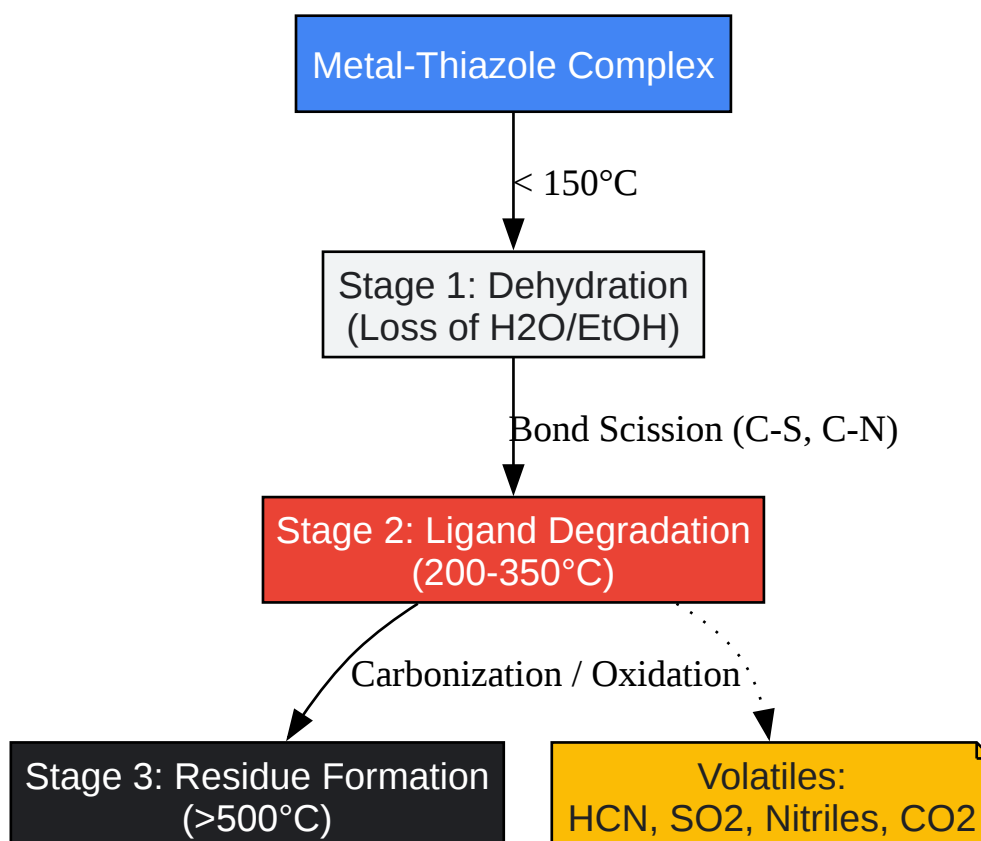 Metal-Thiazole Complex
< 150°C
Stage 1: Dehydration
(Loss of H2O/EtOH)
Bond Scission (C-S, C-N)
Stage 2: Ligand Degradation
(200-350°C)
Carbonization / Oxidation
Stage 3: Residue Formation
(>500°C)
Volatiles:
HCN, SO2, Nitriles, CO2